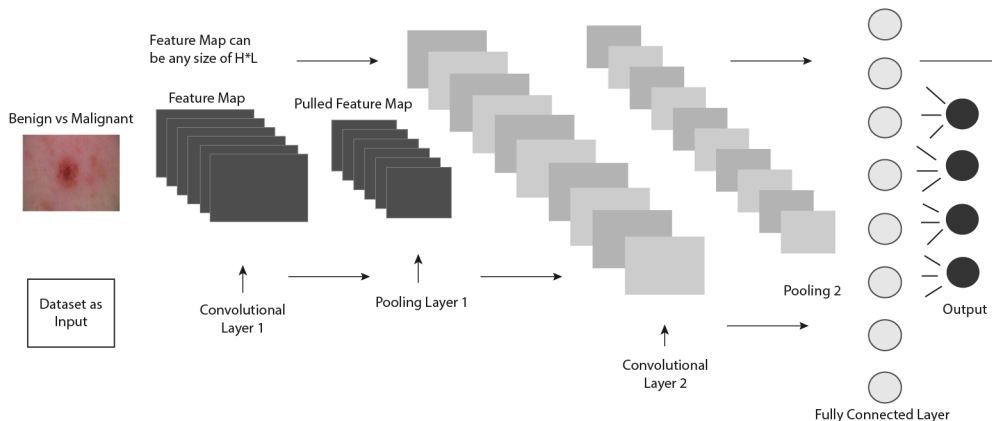 Feature Map can
be any size of H*L
Feature Map
Pulled Feature Map
Benign vs Malignant
Dataset as
Input
Convolutional
Layer 1
Pooling Layer 1
Pooling 2
Convolutional
Layer 2
Output
Fully Connected Layer